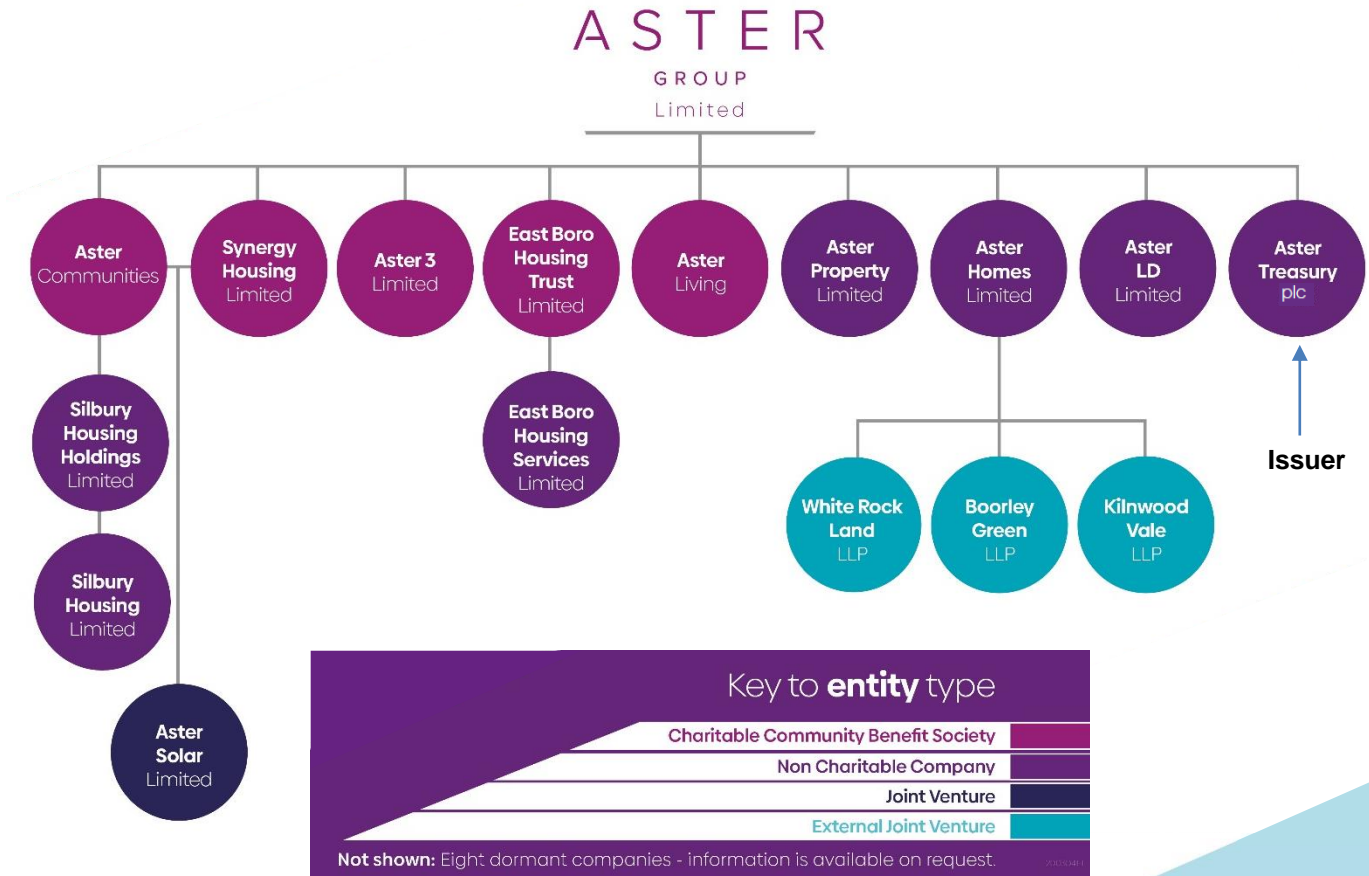 ASTER
GROUP
Limited
Aster
Communities
Synergy
Housing
Limited
Aster 3
Limited
East Boro
Housing
Trust
Limited
Aster
Living
Aster
Property
Limited
Aster
Homes
Limited
Aster
LD
Limited
Aster
Treasury
plc
Silbury
Housing
Holdings
Limited
East Boro
Housing
Services
Limited
Issuer
White Rock
Land
LLP
Boorley
Green
LLP
Kilnwood
Vale
LLP
Silbury
Housing
Limited
Aster
Solar
Limited
Key to entity type
Charitable Community Benefit Society
Non Charitable Company
Joint Venture
External Joint Venture
Not shown: Eight dormant companies - information is available on request.